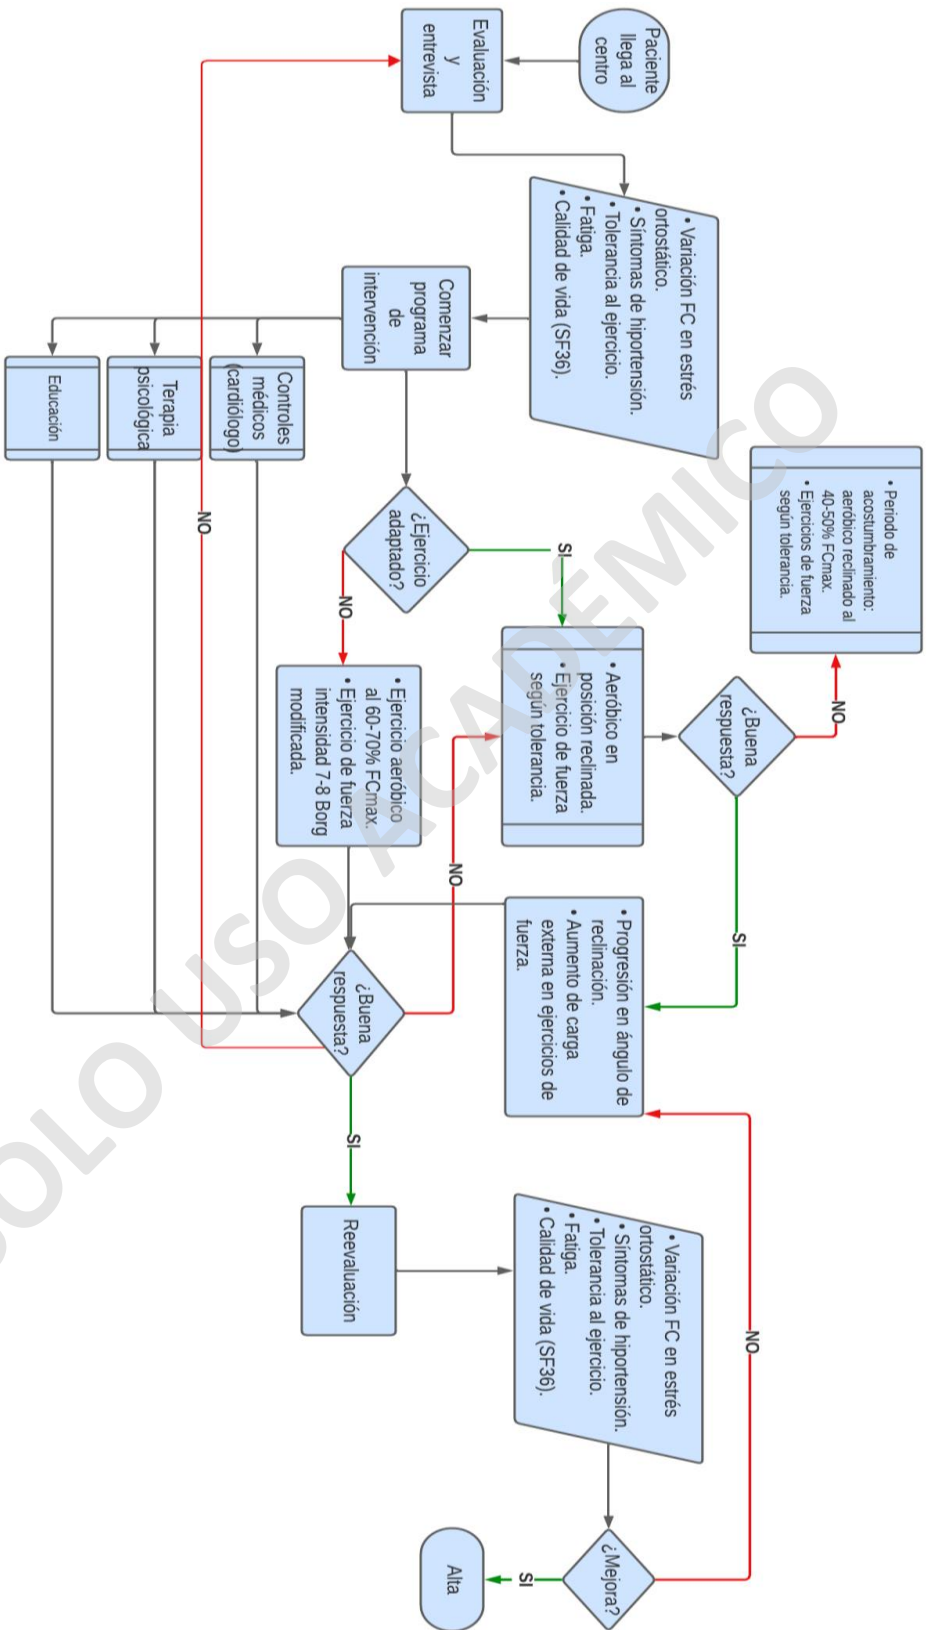 Paciente
llega al
centro
Evaluación
y
entrevista
• Variación FC en estrés
ortostático.
• Síntomas de hiportensión.
• Tolerancia al ejercicio.
• Fatiga.
• Calidad de vida (SF36).
Comenzar
programa
de
intervención
Controles
médicos
(cardiólogo)
Terapia
psicológica
Educación
¿Ejercicio
adaptado?
SI
NO
• Aeróbico en
posición reclinada.
• Ejercicio de fuerza
según tolerancia.
• Ejercicio aeróbico
al 60-70% FCmax.
• Ejercicio de fuerza
intensidad 7-8 Borg
modificada.
¿Buena
respuesta?
NO
• Periodo de
acostumbramiento:
aeróbico reclinado al
40-50% FCmax.
• Ejercicios de fuerza
según tolerancia.
SI
• Progresión en ángulo de
reclinación.
• Aumento de carga
externa en ejercicios de
fuerza.
¿Buena
respuesta?
NO
NO
SI
Reevaluación
• Variación FC en estrés
ortostático.
• Síntomas de hiportensión.
• Tolerancia al ejercicio.
• Fatiga.
• Calidad de vida (SF36).
¿Mejora?
NO
SI
Alta
SOLO USO ACADÉMICO